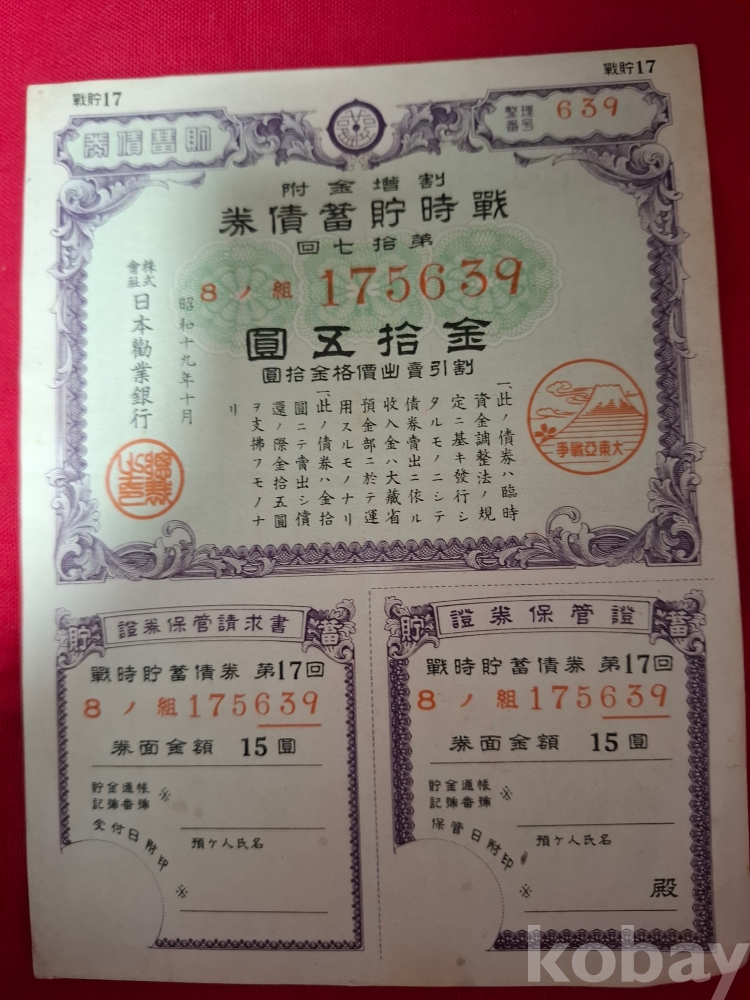 戰貯17
戰貯17
貯蓄債券
整理番号 639
割增金附
戰時貯蓄債券
第拾七回
8ノ組 175639
金拾五圓
割引賣出價格金拾圓
大東亞戰爭
一、此ノ債券ハ臨時
資金調整法ノ規
定ニ基キ發行シ
タルモノニシテ
債券賣出ニ依ル
收入金ハ大藏省
預金部ニ於テ運
用スルモノナリ
一、此ノ債券ハ金拾
圓ニテ賣出シ償
還ノ際金拾五圓
ヲ支拂フモノナ
リ
昭和十九年十月
株式會社日本勸業銀行
貯 證券保管請求書 蓄
戰時貯蓄債券 第17回
8ノ組 175639
券面金額 15圓
貯金通帳
記號番號 ※
受付日附印
預ケ人氏名
※
貯 證券保管證 蓄
戰時貯蓄債券 第17回
8ノ組 175639
券面金額 15圓
貯金通帳
記號番號 ※
保管日附印
預ケ人氏名
※
殿
kobay